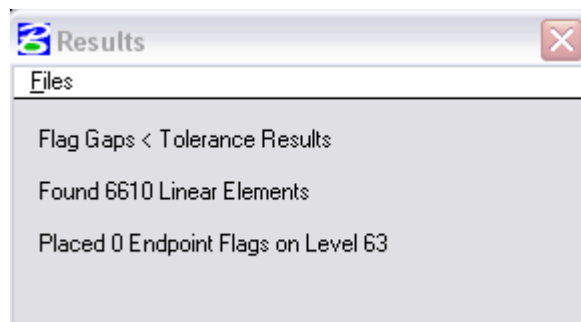 Results
Files
Flag Gaps < Tolerance Results
Found 6610 Linear Elements
Placed 0 Endpoint Flags on Level 63